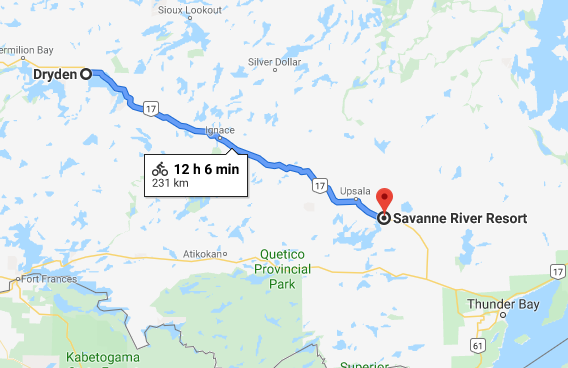 Sioux Lookout
ermilion Bay
Silver Dollar
Dryden
17
Ignace
12 h 6 min
231 km
17
Upsala
Savanne River Resort
Atikokan
Quetico
Provincial
Park
17
Fort Frances
Thunder Bay
61
Kabetogama
Superior